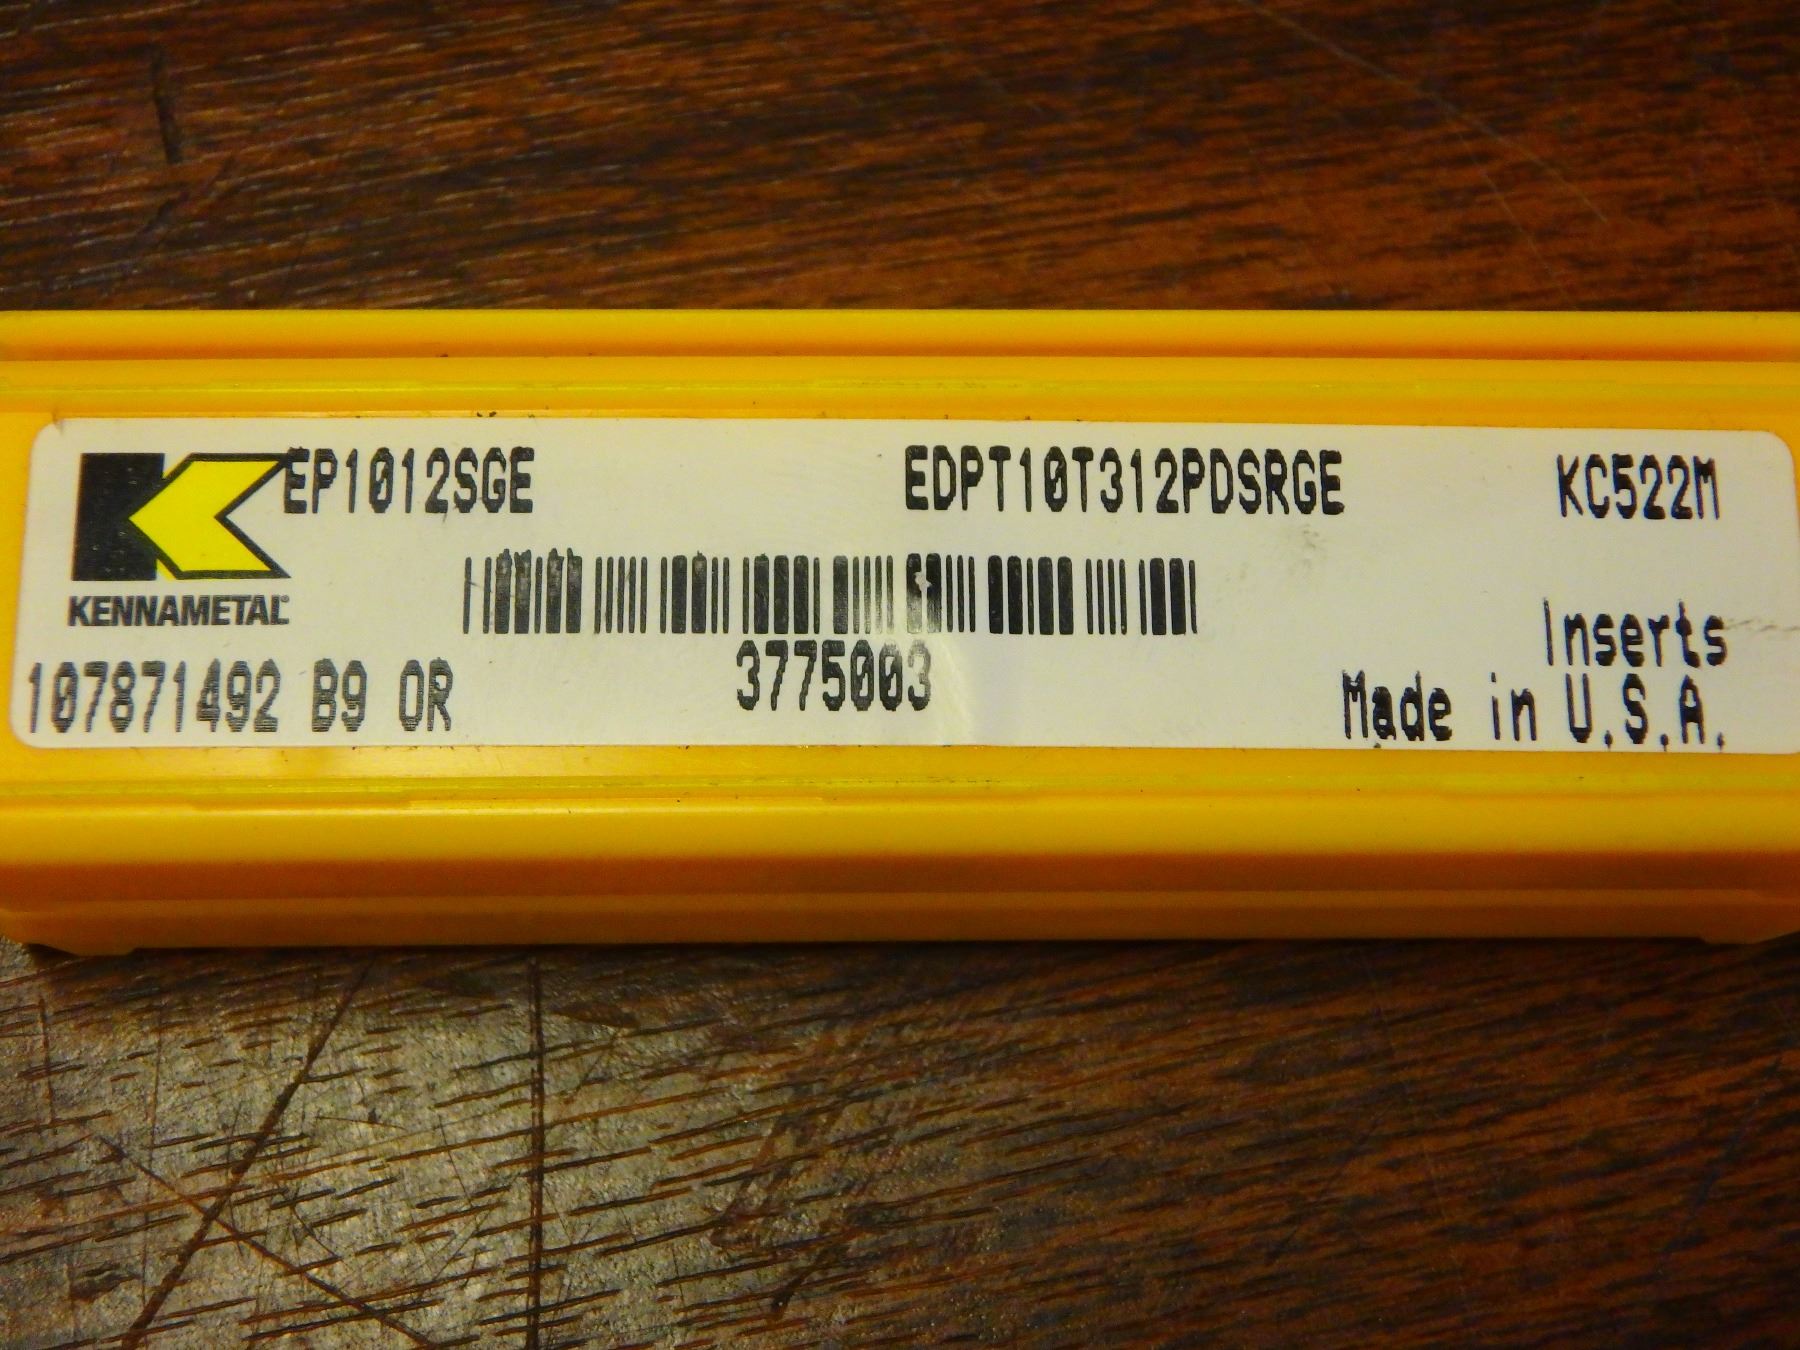 EP1012SGE EDPT10T312PDSRGE KC522M
KENNAMETAL
Inserts
107871492 B9 OR 3775003 Made in U.S.A.